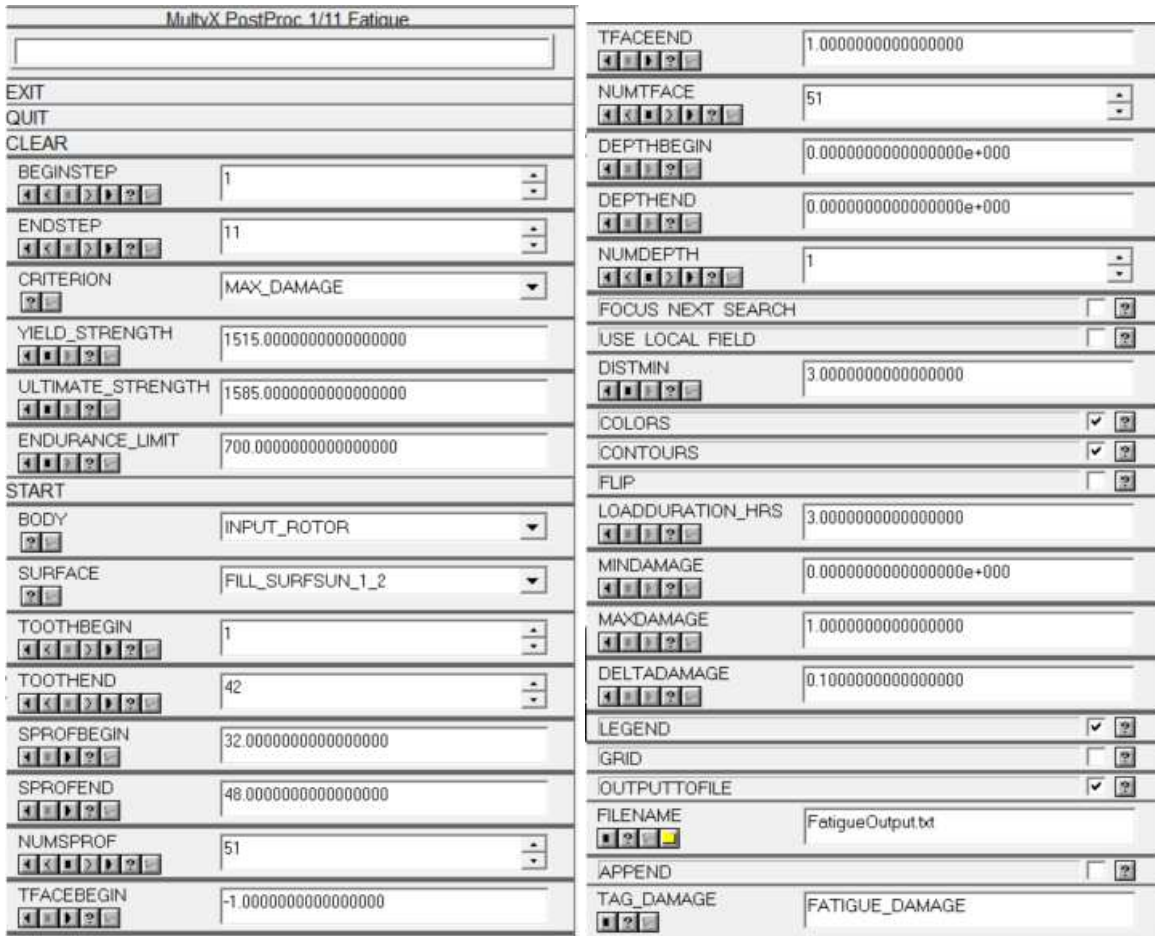 MultyX PostProc 1/11 Fatigue
EXIT
QUIT
CLEAR
BEGINSTEP 1
ENDSTEP 11
CRITERION MAX_DAMAGE
YIELD_STRENGTH 1515.0000000000000000
ULTIMATE_STRENGTH 1585.0000000000000000
ENDURANCE_LIMIT 700.0000000000000000
START
BODY INPUT_ROTOR
SURFACE FILL_SURFSUN_1_2
TOOTHBEGIN 1
TOOTHEND 42
SPROFBEGIN 32.0000000000000000
SPROFEND 48.0000000000000000
NUMSPROF 51
TFACEBEGIN -1.0000000000000000
TFACEEND 1.0000000000000000
NUMTFACE 51
DEPTHBEGIN 0.0000000000000000e+000
DEPTHEND 0.0000000000000000e+000
NUMDEPTH 1
FOCUS NEXT SEARCH ?
USE LOCAL FIELD ?
DISTMIN 3.0000000000000000
COLORS ?
CONTOURS ?
FLIP ?
LOADDURATION_HRS 3.0000000000000000
MINDAMAGE 0.0000000000000000e+000
MAXDAMAGE 1.0000000000000000
DELTADAMAGE 0.1000000000000000
LEGEND ?
GRID ?
OUTPUTTOFILE ?
FILENAME FatigueOutput.txt
APPEND ?
TAG_DAMAGE FATIGUE_DAMAGE